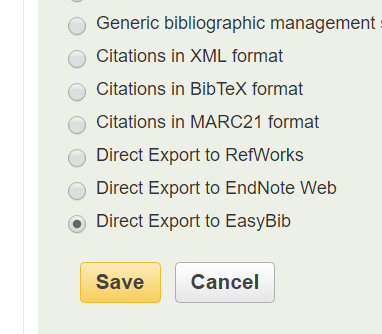 Generic bibliographic management
Citations in XML format
Citations in BibTeX format
Citations in MARC21 format
Direct Export to RefWorks
Direct Export to EndNote Web
Direct Export to EasyBib
Save Cancel